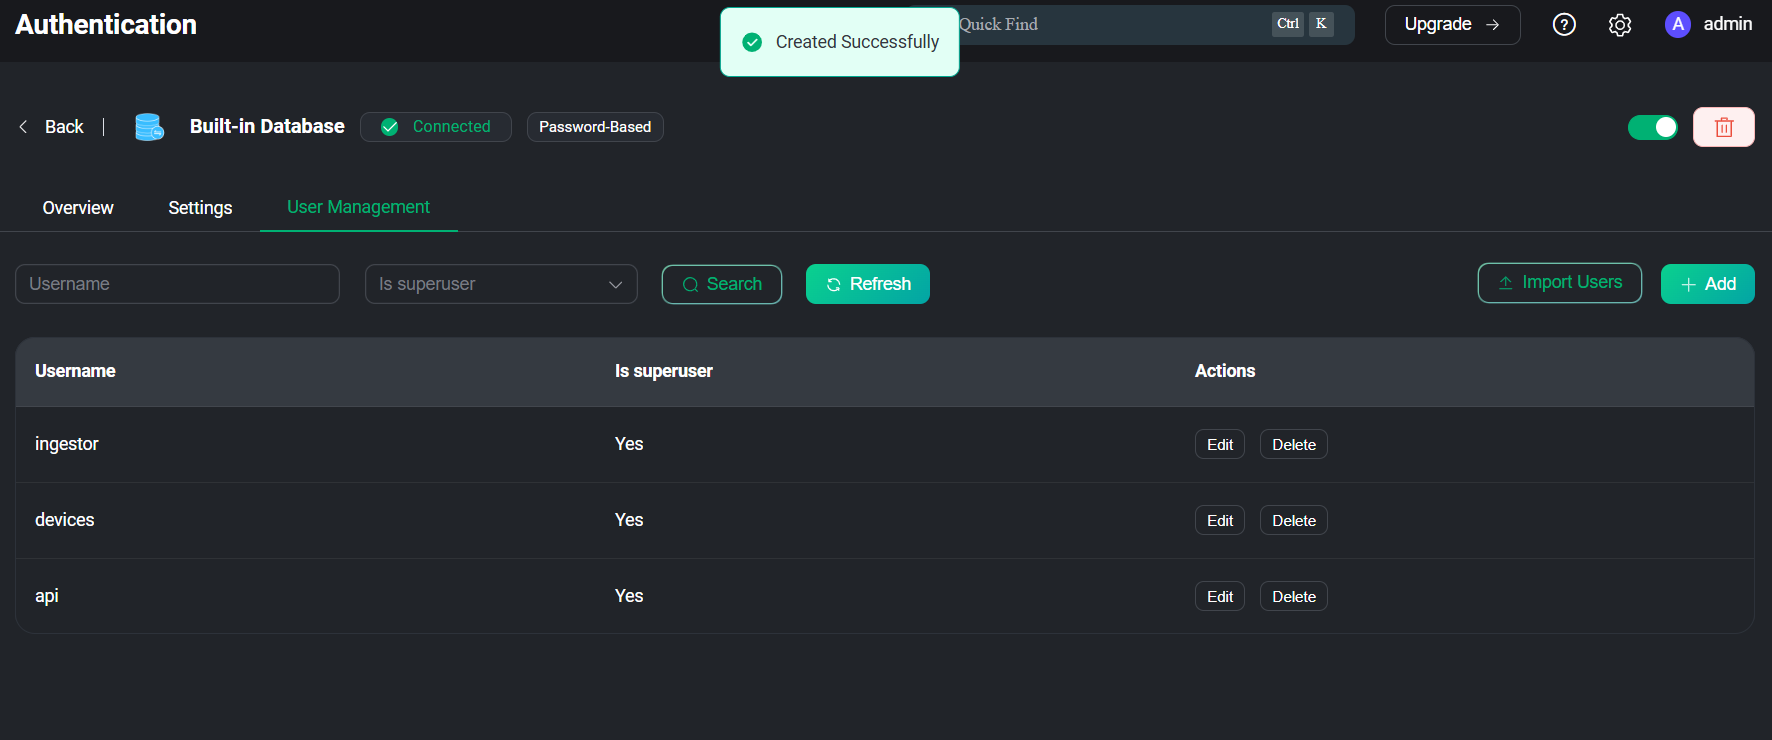 Authentication
Created Successfully
Quick Find
Ctrl K
Upgrade →
A admin
Back
Built-in Database
Connected
Password-Based
Overview Settings User Management
Username
Is superuser
Search
Refresh
Import Users
+ Add
Username Is superuser Actions
ingestor Yes Edit Delete
devices Yes Edit Delete
api Yes Edit Delete